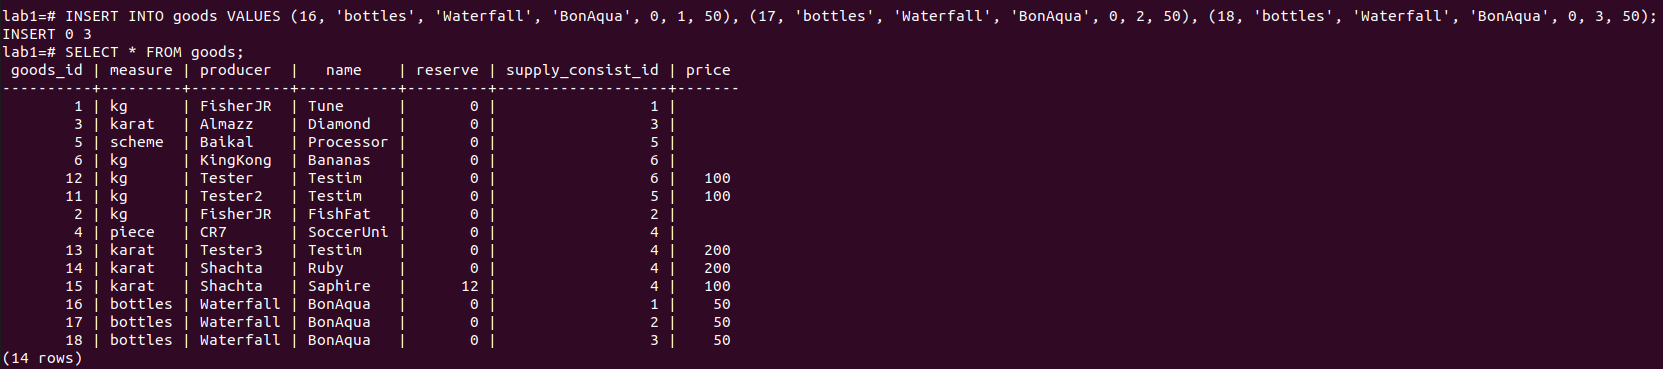 lab1=# INSERT INTO goods VALUES (16, 'bottles', 'Waterfall', 'BonAqua', 0, 1, 50), (17, 'bottles', 'Waterfall', 'BonAqua', 0, 2, 50), (18, 'bottles', 'Waterfall', 'BonAqua', 0, 3, 50);
INSERT 0 3
lab1=# SELECT * FROM goods;
 goods_id | measure | producer  |   name    | reserve | supply_consist_id | price
----------+---------+-----------+-----------+---------+-------------------+-------
        1 | kg      | FisherJR  | Tune      |       0 |                 1 |
        3 | karat   | Almazz    | Diamond   |       0 |                 3 |
        5 | scheme  | Baikal    | Processor |       0 |                 5 |
        6 | kg      | KingKong  | Bananas   |       0 |                 6 |
       12 | kg      | Tester    | Testim    |       0 |                 6 |   100
       11 | kg      | Tester2   | Testim    |       0 |                 5 |   100
        2 | kg      | FisherJR  | FishFat   |       0 |                 2 |
        4 | piece   | CR7       | SoccerUni |       0 |                 4 |
       13 | karat   | Tester3   | Testim    |       0 |                 4 |   200
       14 | karat   | Shachta   | Ruby      |       0 |                 4 |   200
       15 | karat   | Shachta   | Saphire   |      12 |                 4 |   100
       16 | bottles | Waterfall | BonAqua   |       0 |                 1 |    50
       17 | bottles | Waterfall | BonAqua   |       0 |                 2 |    50
       18 | bottles | Waterfall | BonAqua   |       0 |                 3 |    50
(14 rows)